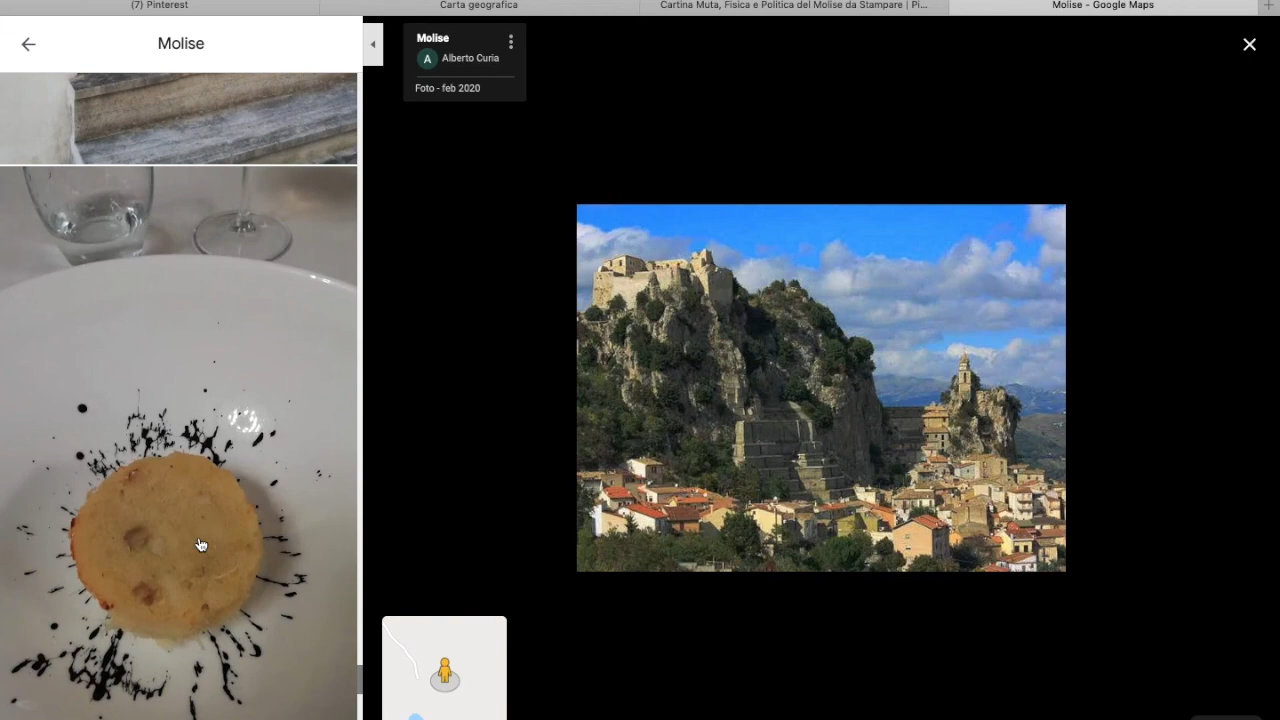 (7) Pinterest
Carta geografica
Cartina Muta, Fisica e Politica del Molise da Stampare | Pi...
Molise - Google Maps
Molise
Molise
A Alberto Curia
Foto - feb 2020